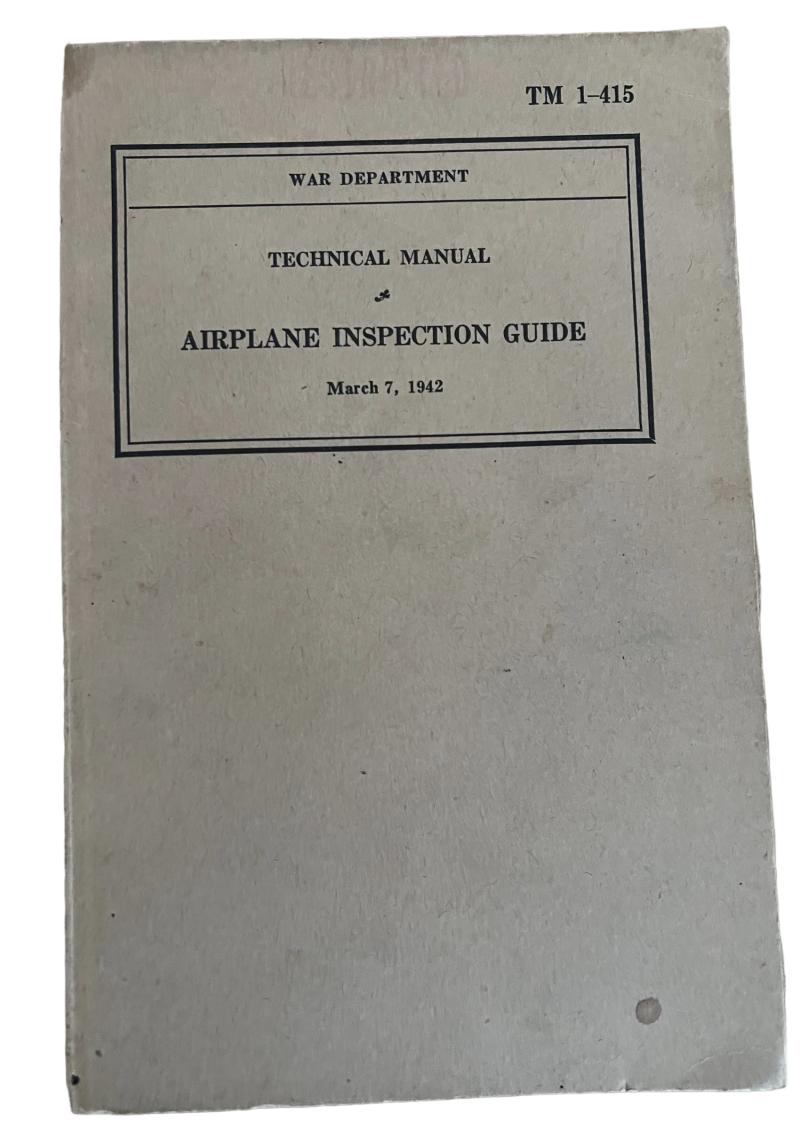 TM 1–415
WAR DEPARTMENT
TECHNICAL MANUAL
AIRPLANE INSPECTION GUIDE
March 7, 1942